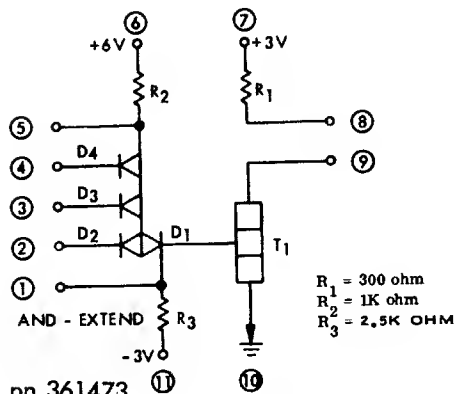 ⑥ ⑦
+6V +3V
R2 R1
⑤ ⑧
D4
④ ⑨
D3
③
D2 D1
② T1
①
R1 = 300 ohm
R2 = 1K ohm
R3 = 2.5K OHM
AND - EXTEND R3
-3V
pn 361473 ⑪ ⑩